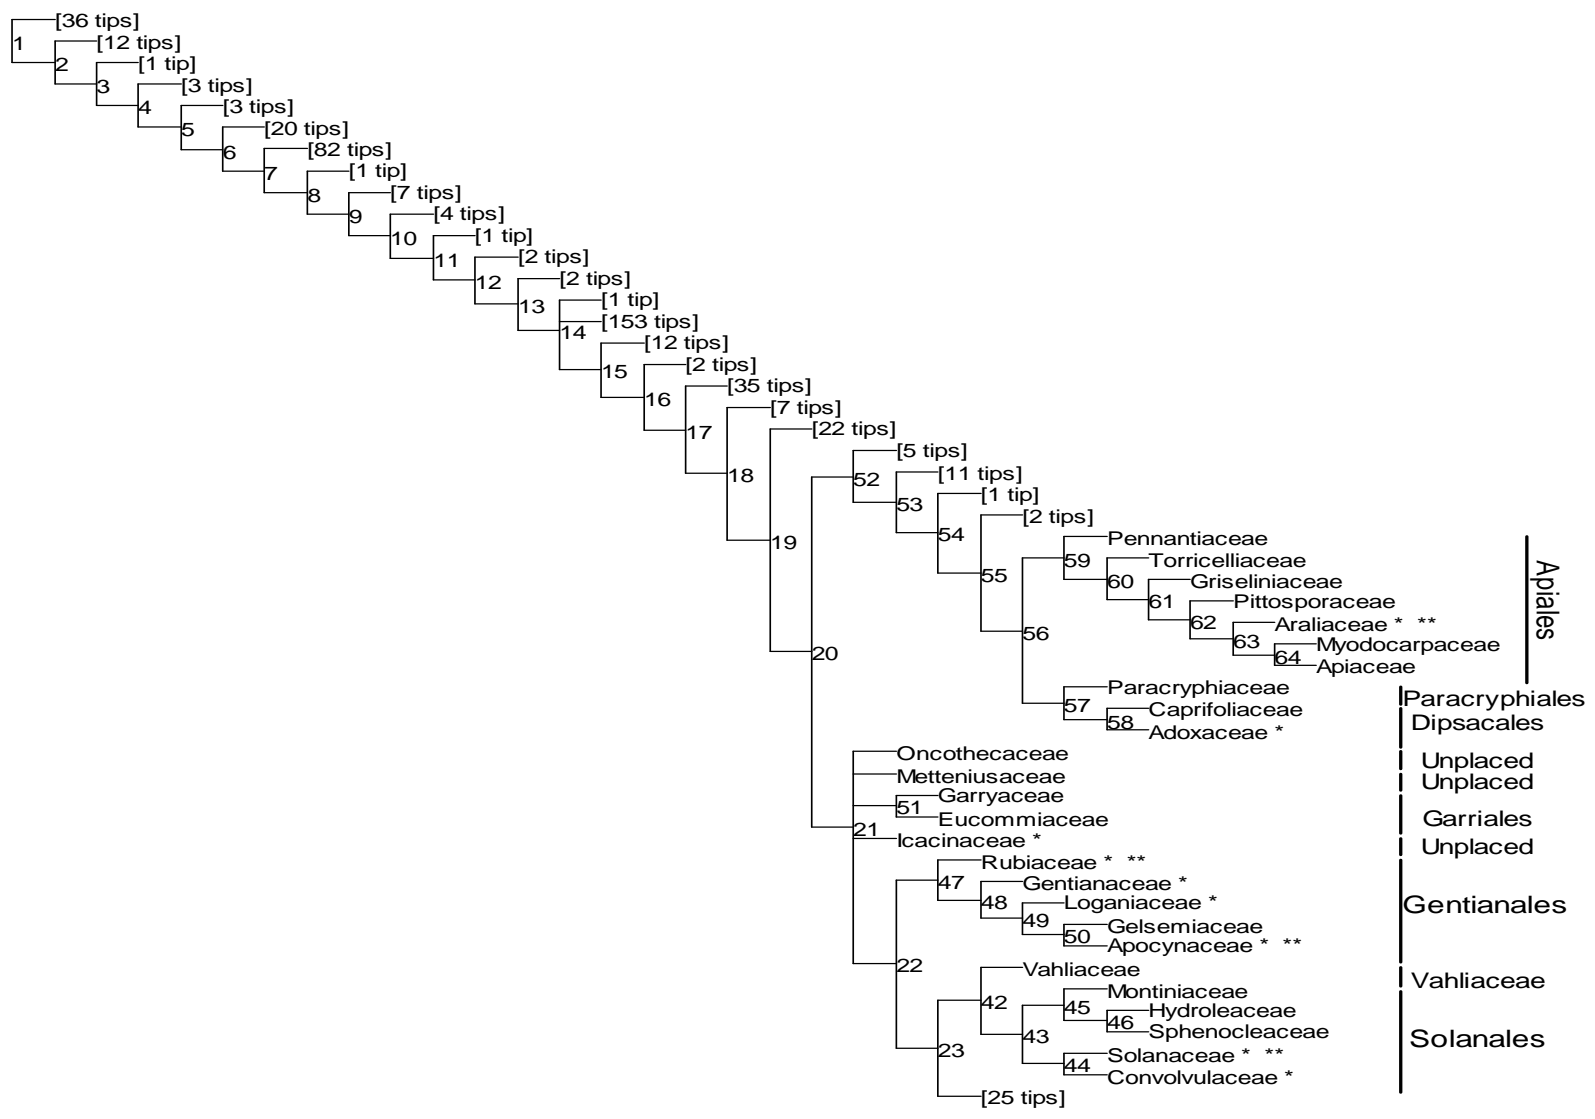 [36 tips]
1
[12 tips]
2
[1 tip]
3
[3 tips]
4
[3 tips]
5
[20 tips]
6
[82 tips]
7
[1 tip]
8
[7 tips]
9
[4 tips]
10
[1 tip]
11
[2 tips]
12
[2 tips]
13
[1 tip]
14
[153 tips]
15
[12 tips]
16
[2 tips]
17
[35 tips]
18
[7 tips]
19
[22 tips]
20
[5 tips]
52
[11 tips]
53
[1 tip]
54
[2 tips]
55
56
Pennantiaceae
59
Torricelliaceae
60
Griseliniaceae
61
Pittosporaceae
62
Araliaceae * **
63
Myodocarpaceae
64
Apiaceae
Apiales
Paracryphiaceae
57
Paracryphiales
Caprifoliaceae
58
Dipsacales
Adoxaceae *
Oncothecaceae
Unplaced
Metteniusaceae
Unplaced
Garryaceae
51
Eucommiaceae
Garriales
21
Icacinaceae *
Unplaced
Rubiaceae * **
47
Gentianaceae *
48
Loganiaceae *
Gentianales
49
Gelsemiaceae
50
Apocynaceae * **
22
Vahliaceae
Vahliaceae
42
Montiniaceae
45
Hydroleaceae
46
Sphenocleaceae
43
Solanales
23
Solanaceae * **
44
Convolvulaceae *
[25 tips]